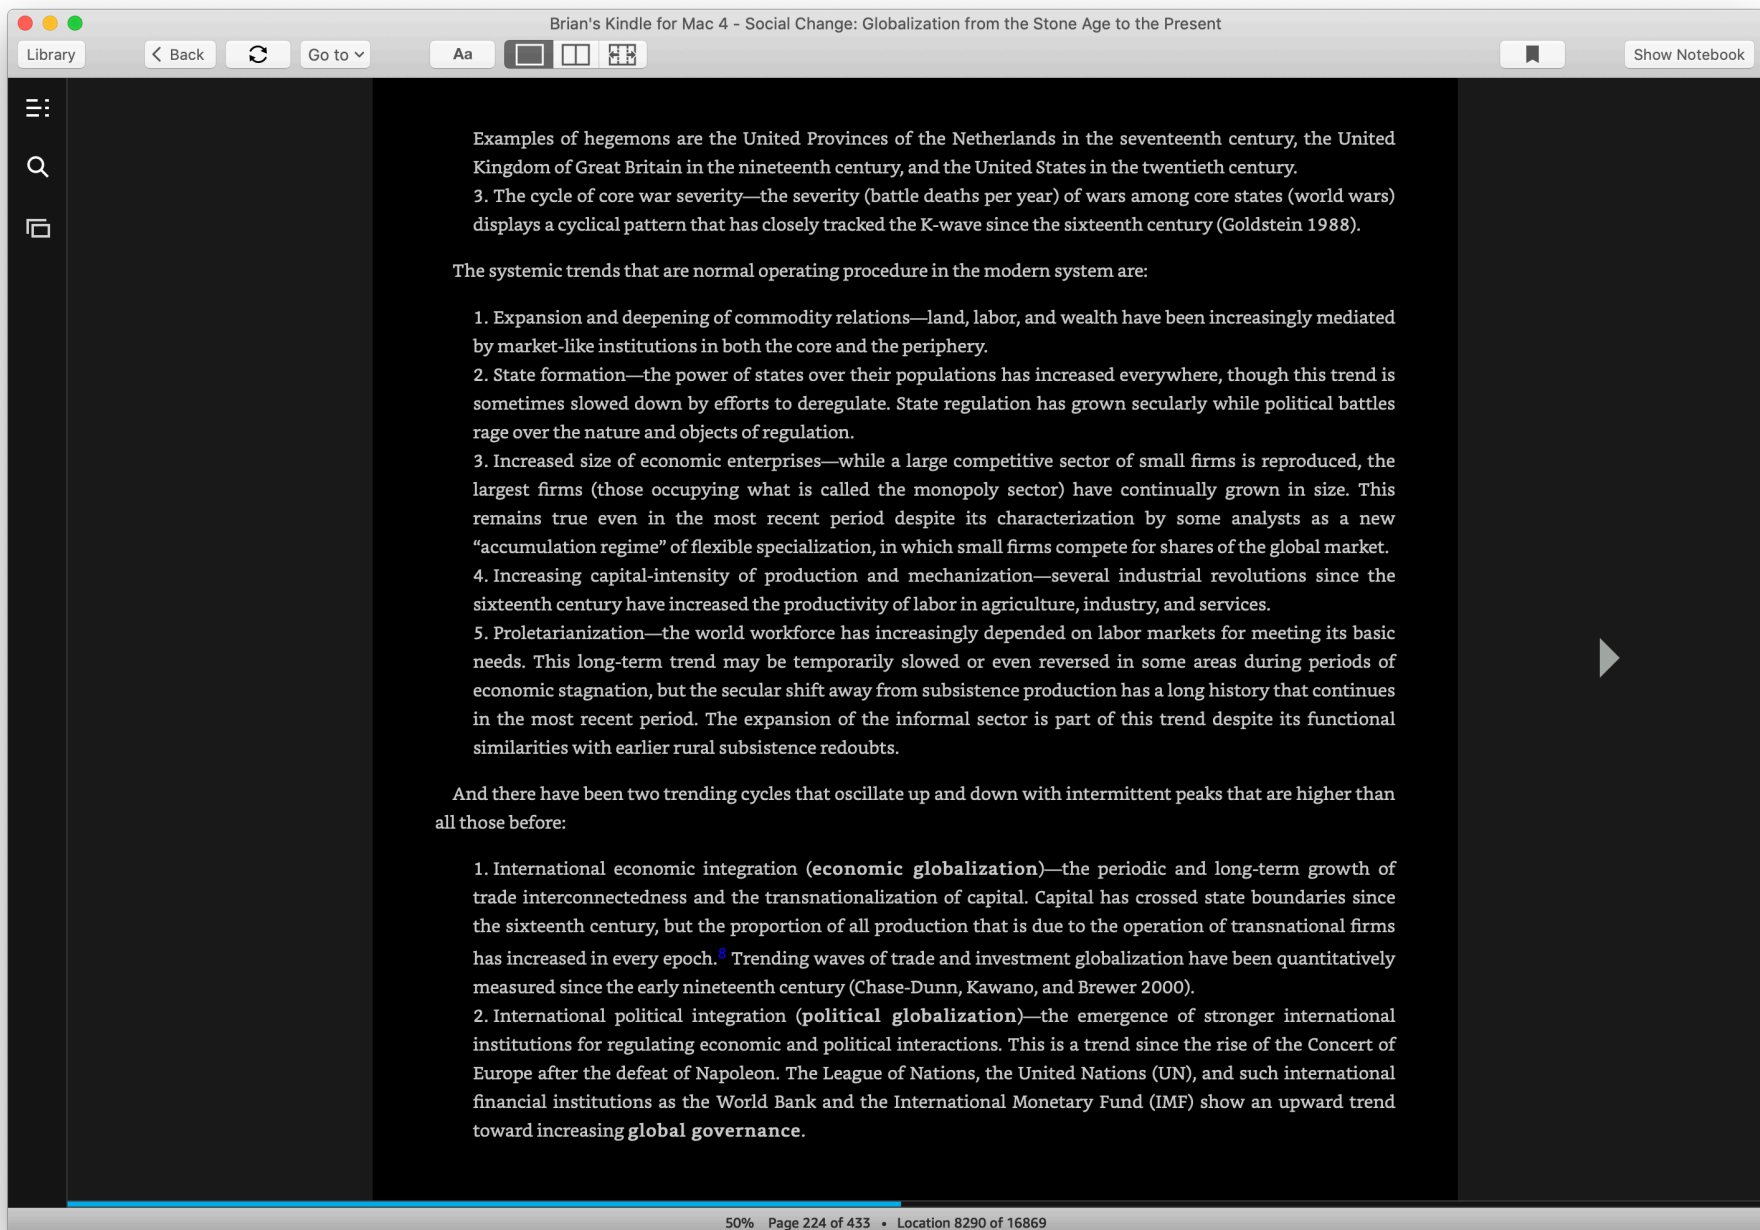 Brian's Kindle for Mac 4 - Social Change: Globalization from the Stone Age to the Present
Library
Back
Go to
Aa
Show Notebook
Examples of hegemons are the United Provinces of the Netherlands in the seventeenth century, the United
Kingdom of Great Britain in the nineteenth century, and the United States in the twentieth century.
3. The cycle of core war severity—the severity (battle deaths per year) of wars among core states (world wars)
displays a cyclical pattern that has closely tracked the K-wave since the sixteenth century (Goldstein 1988).
The systemic trends that are normal operating procedure in the modern system are:
1. Expansion and deepening of commodity relations—land, labor, and wealth have been increasingly mediated
by market-like institutions in both the core and the periphery.
2. State formation—the power of states over their populations has increased everywhere, though this trend is
sometimes slowed down by efforts to deregulate. State regulation has grown secularly while political battles
rage over the nature and objects of regulation.
3. Increased size of economic enterprises—while a large competitive sector of small firms is reproduced, the
largest firms (those occupying what is called the monopoly sector) have continually grown in size. This
remains true even in the most recent period despite its characterization by some analysts as a new
“accumulation regime” of flexible specialization, in which small firms compete for shares of the global market.
4. Increasing capital-intensity of production and mechanization—several industrial revolutions since the
sixteenth century have increased the productivity of labor in agriculture, industry, and services.
5. Proletarianization—the world workforce has increasingly depended on labor markets for meeting its basic
needs. This long-term trend may be temporarily slowed or even reversed in some areas during periods of
economic stagnation, but the secular shift away from subsistence production has a long history that continues
in the most recent period. The expansion of the informal sector is part of this trend despite its functional
similarities with earlier rural subsistence redoubts.
And there have been two trending cycles that oscillate up and down with intermittent peaks that are higher than
all those before:
1. International economic integration (economic globalization)—the periodic and long-term growth of
trade interconnectedness and the transnationalization of capital. Capital has crossed state boundaries since
the sixteenth century, but the proportion of all production that is due to the operation of transnational firms
has increased in every epoch.8 Trending waves of trade and investment globalization have been quantitatively
measured since the early nineteenth century (Chase-Dunn, Kawano, and Brewer 2000).
2. International political integration (political globalization)—the emergence of stronger international
institutions for regulating economic and political interactions. This is a trend since the rise of the Concert of
Europe after the defeat of Napoleon. The League of Nations, the United Nations (UN), and such international
financial institutions as the World Bank and the International Monetary Fund (IMF) show an upward trend
toward increasing global governance.
50% Page 224 of 433 • Location 8290 of 16869